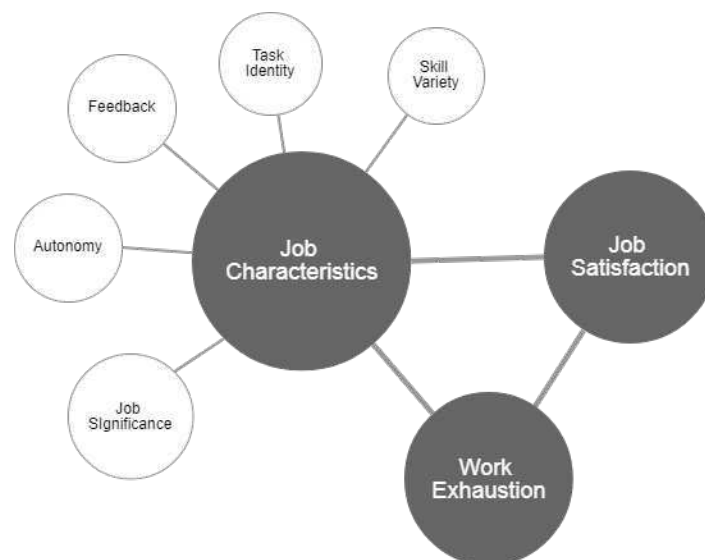 Task
Identity
Skill
Variety
Feedback
Autonomy
Job
Characteristics
Job
Satisfaction
Job
SIgnificance
Work
Exhaustion